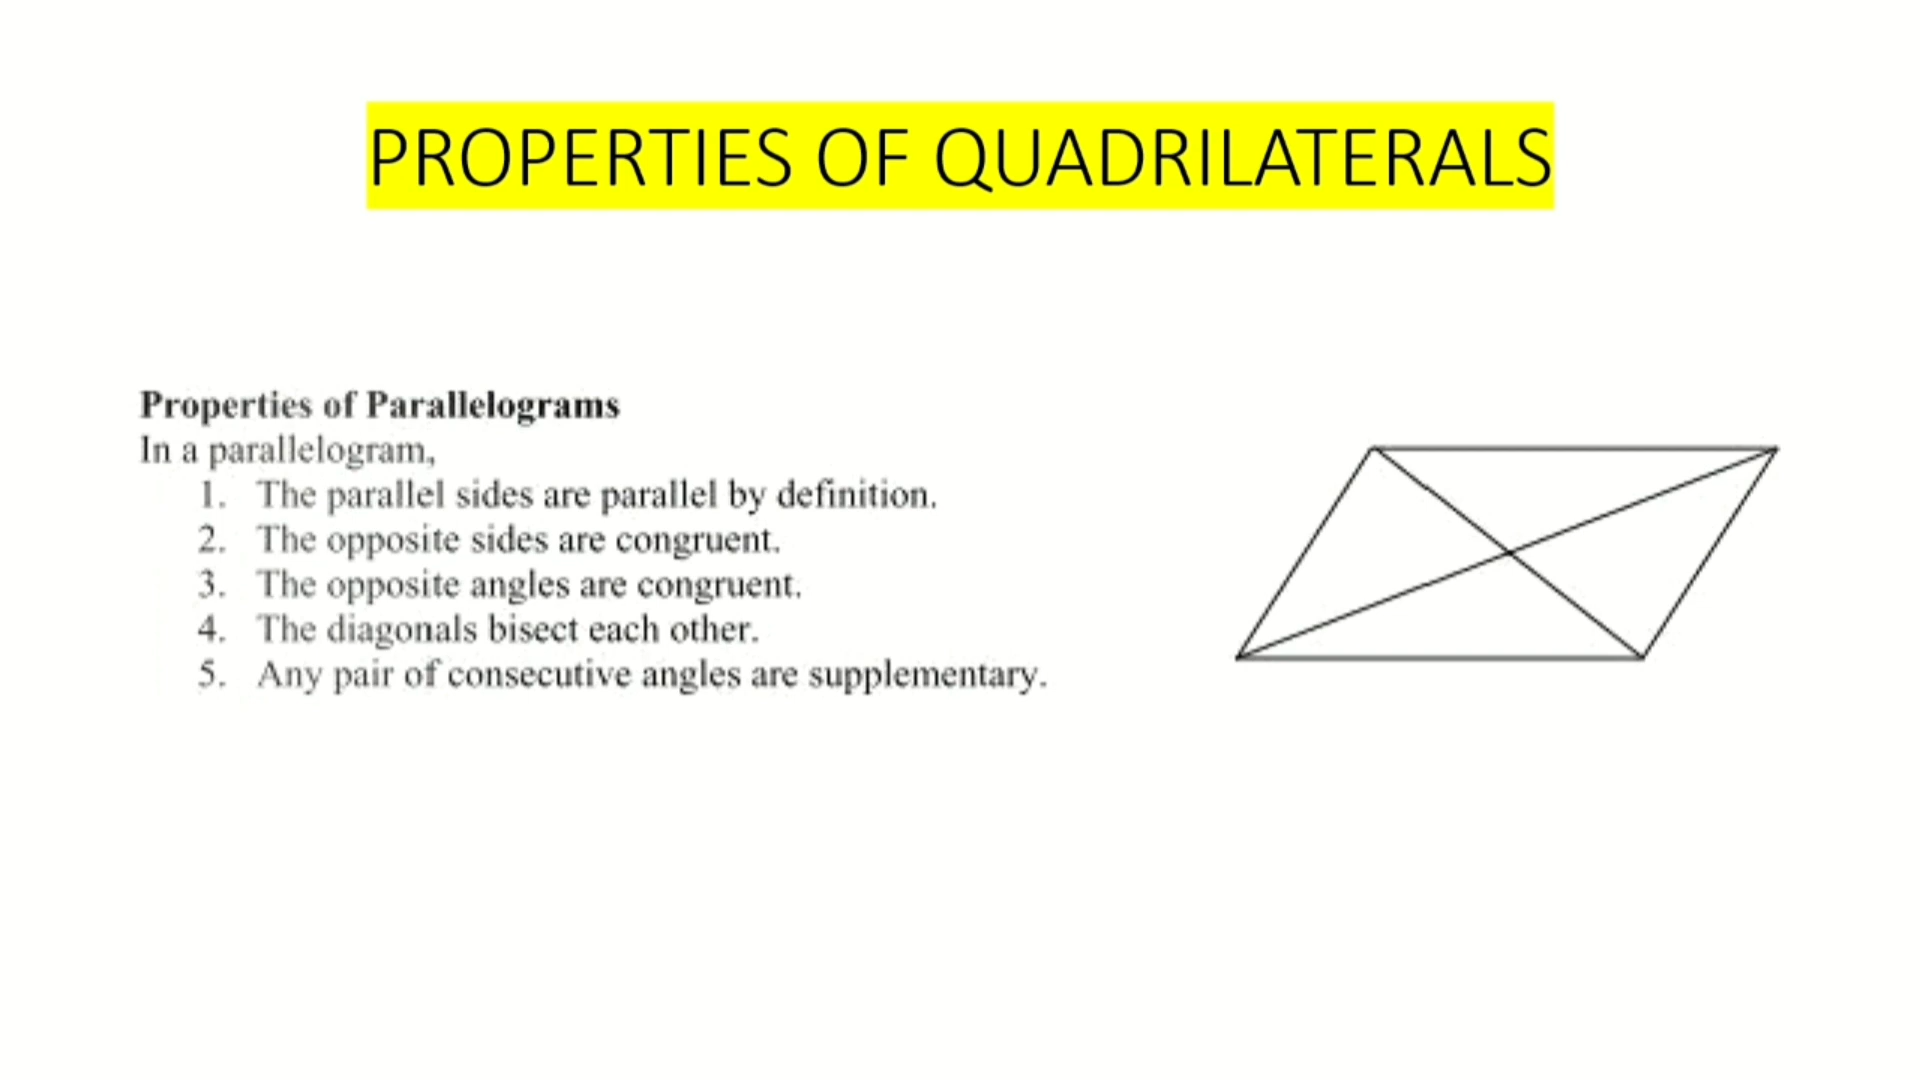 PROPERTIES OF QUADRILATERALS
Properties of Parallelograms
In a parallelogram,
1. The parallel sides are parallel by definition.
2. The opposite sides are congruent.
3. The opposite angles are congruent.
4. The diagonals bisect each other.
5. Any pair of consecutive angles are supplementary.